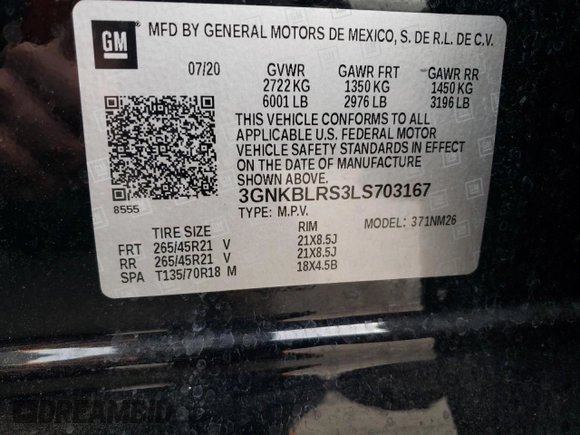 GM
MFD BY GENERAL MOTORS DE MEXICO, S. DE R.L. DE C.V.
07/20 GVWR GAWR FRT GAWR RR
2722 KG 1350 KG 1450 KG
6001 LB 2976 LB 3196 LB
THIS VEHICLE CONFORMS TO ALL
APPLICABLE U.S. FEDERAL MOTOR
VEHICLE SAFETY STANDARDS IN EFFECT
ON THE DATE OF MANUFACTURE
SHOWN ABOVE.
8555
3GNKBLRS3LS703167
TYPE: M.P.V. MODEL: 371NM26
TIRE SIZE RIM
FRT 265/45R21 V 21X8.5J
RR 265/45R21 V 21X8.5J
SPA T135/70R18 M 18X4.5B
DREAMBID